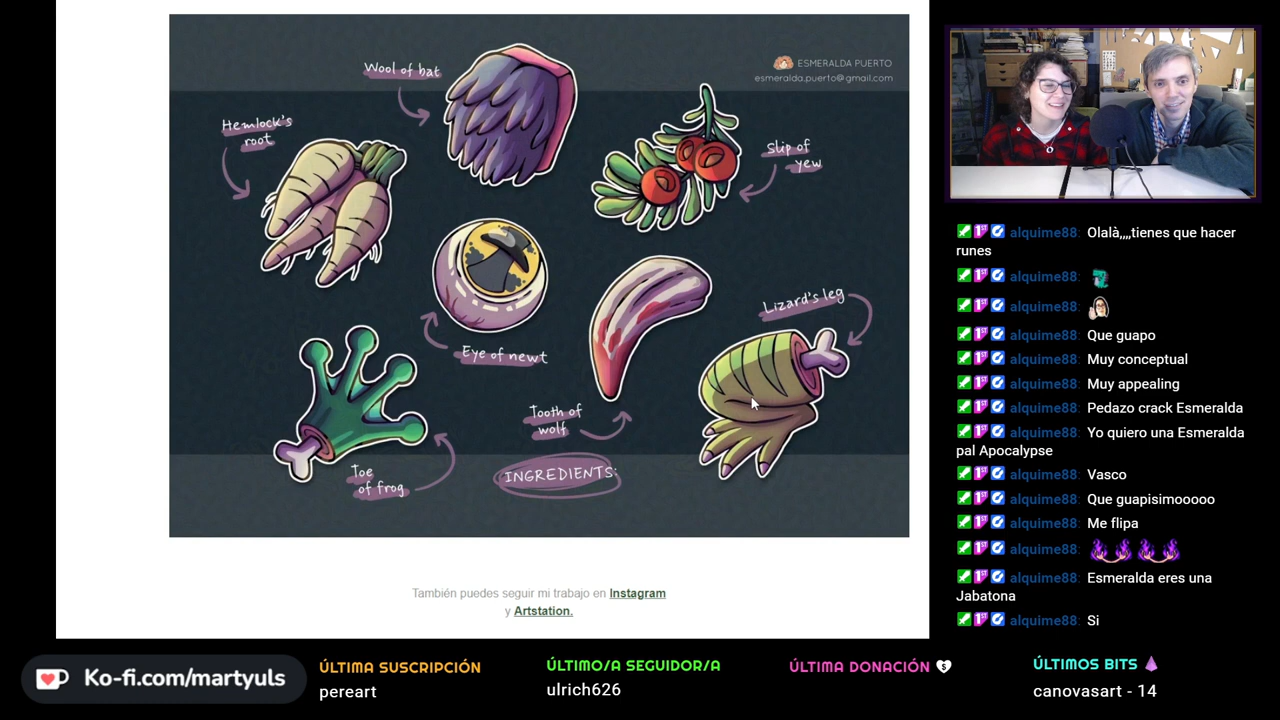 ESMERALDA PUERTO
esmeralda.puerto@gmail.com
Wool of bat
Hemlock's
root
Slip of
yew
Lizard's leg
Eye of newt
Tooth of
wolf
Toe
of frog
INGREDIENTS:
También puedes seguir mi trabajo en Instagram
y Artstation.
alquime88: Olalà,,,,tienes que hacer
runes
alquime88:
alquime88:
alquime88: Que guapo
alquime88: Muy conceptual
alquime88: Muy appealing
alquime88: Pedazo crack Esmeralda
alquime88: Yo quiero una Esmeralda
pal Apocalypse
alquime88: Vasco
alquime88: Que guapisimooooo
alquime88: Me flipa
alquime88:
alquime88: Esmeralda eres una
Jabatona
alquime88: Si
Ko-fi.com/martyuls
ÚLTIMA SUSCRIPCIÓN
pereart
ÚLTIMO/A SEGUIDOR/A
ulrich626
ÚLTIMA DONACIÓN
ÚLTIMOS BITS
canovasart - 14